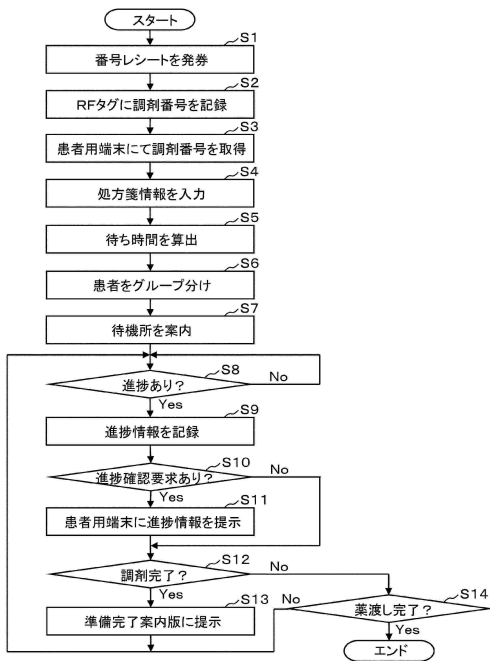 スタート
S1
番号レシートを発券
S2
RFタグに調剤番号を記録
S3
患者用端末にて調剤番号を取得
S4
処方箋情報を入力
S5
待ち時間を算出
S6
患者をグループ分け
S7
待機所を案内
S8
進捗あり?
No
Yes
S9
進捗情報を記録
S10
進捗確認要求あり?
No
Yes
S11
患者用端末に進捗情報を提示
S12
調剤完了?
No
Yes
S13
準備完了案内版に提示
S14
No
薬渡し完了?
Yes
エンド